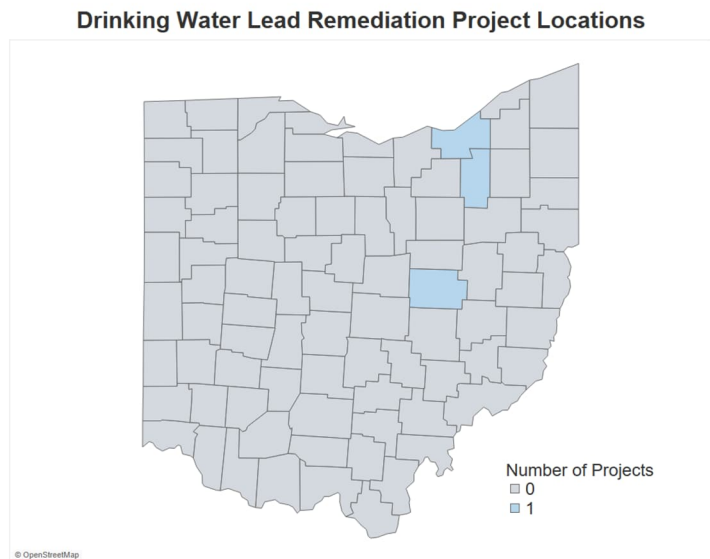 Drinking Water Lead Remediation Project Locations
Number of Projects
0
1
© OpenStreetMap